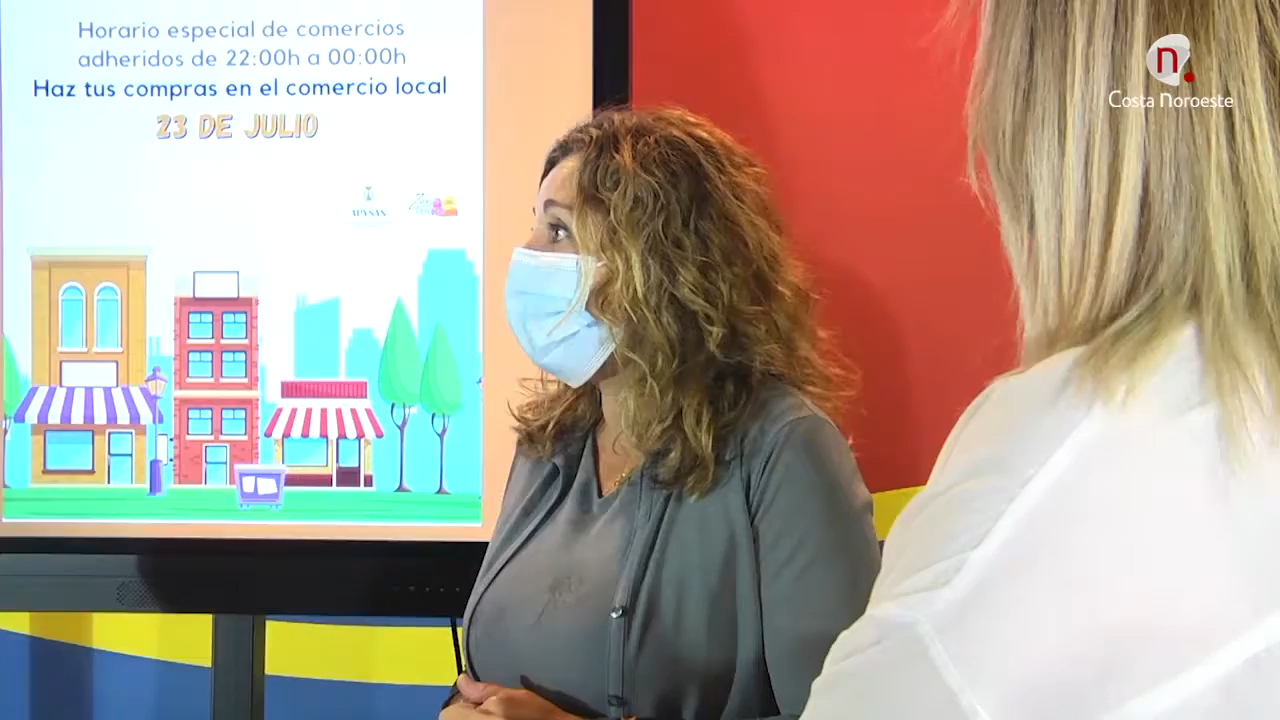 Horario especial de comercios
adheridos de 22:00h a 00:00h
Haz tus compras en el comercio local
23 DE JULIO
APYSAN
n.
Costa Noroeste